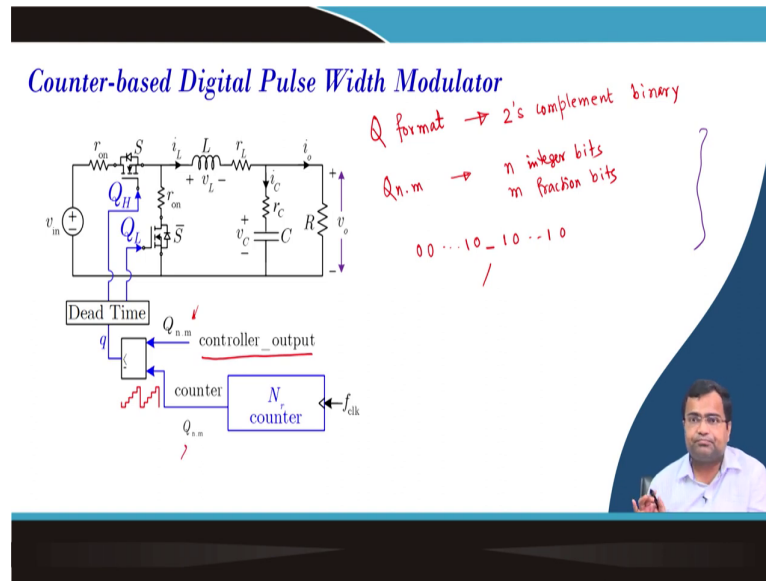 Counter-based Digital Pulse Width Modulator
Q format → 2's complement binary
Qn.m → n integer bits
m fraction bits
00 ... 10 _ 10 ... 10
r_on S i_L L r_L i_o
+ v_L −
Q_H r_on i_C +
r_C
v_in Q_L S̄ + v_C − C R v_o
−
Dead Time
q Q_n.m
controller_output
counter N_r counter f_clk
Q_n.m